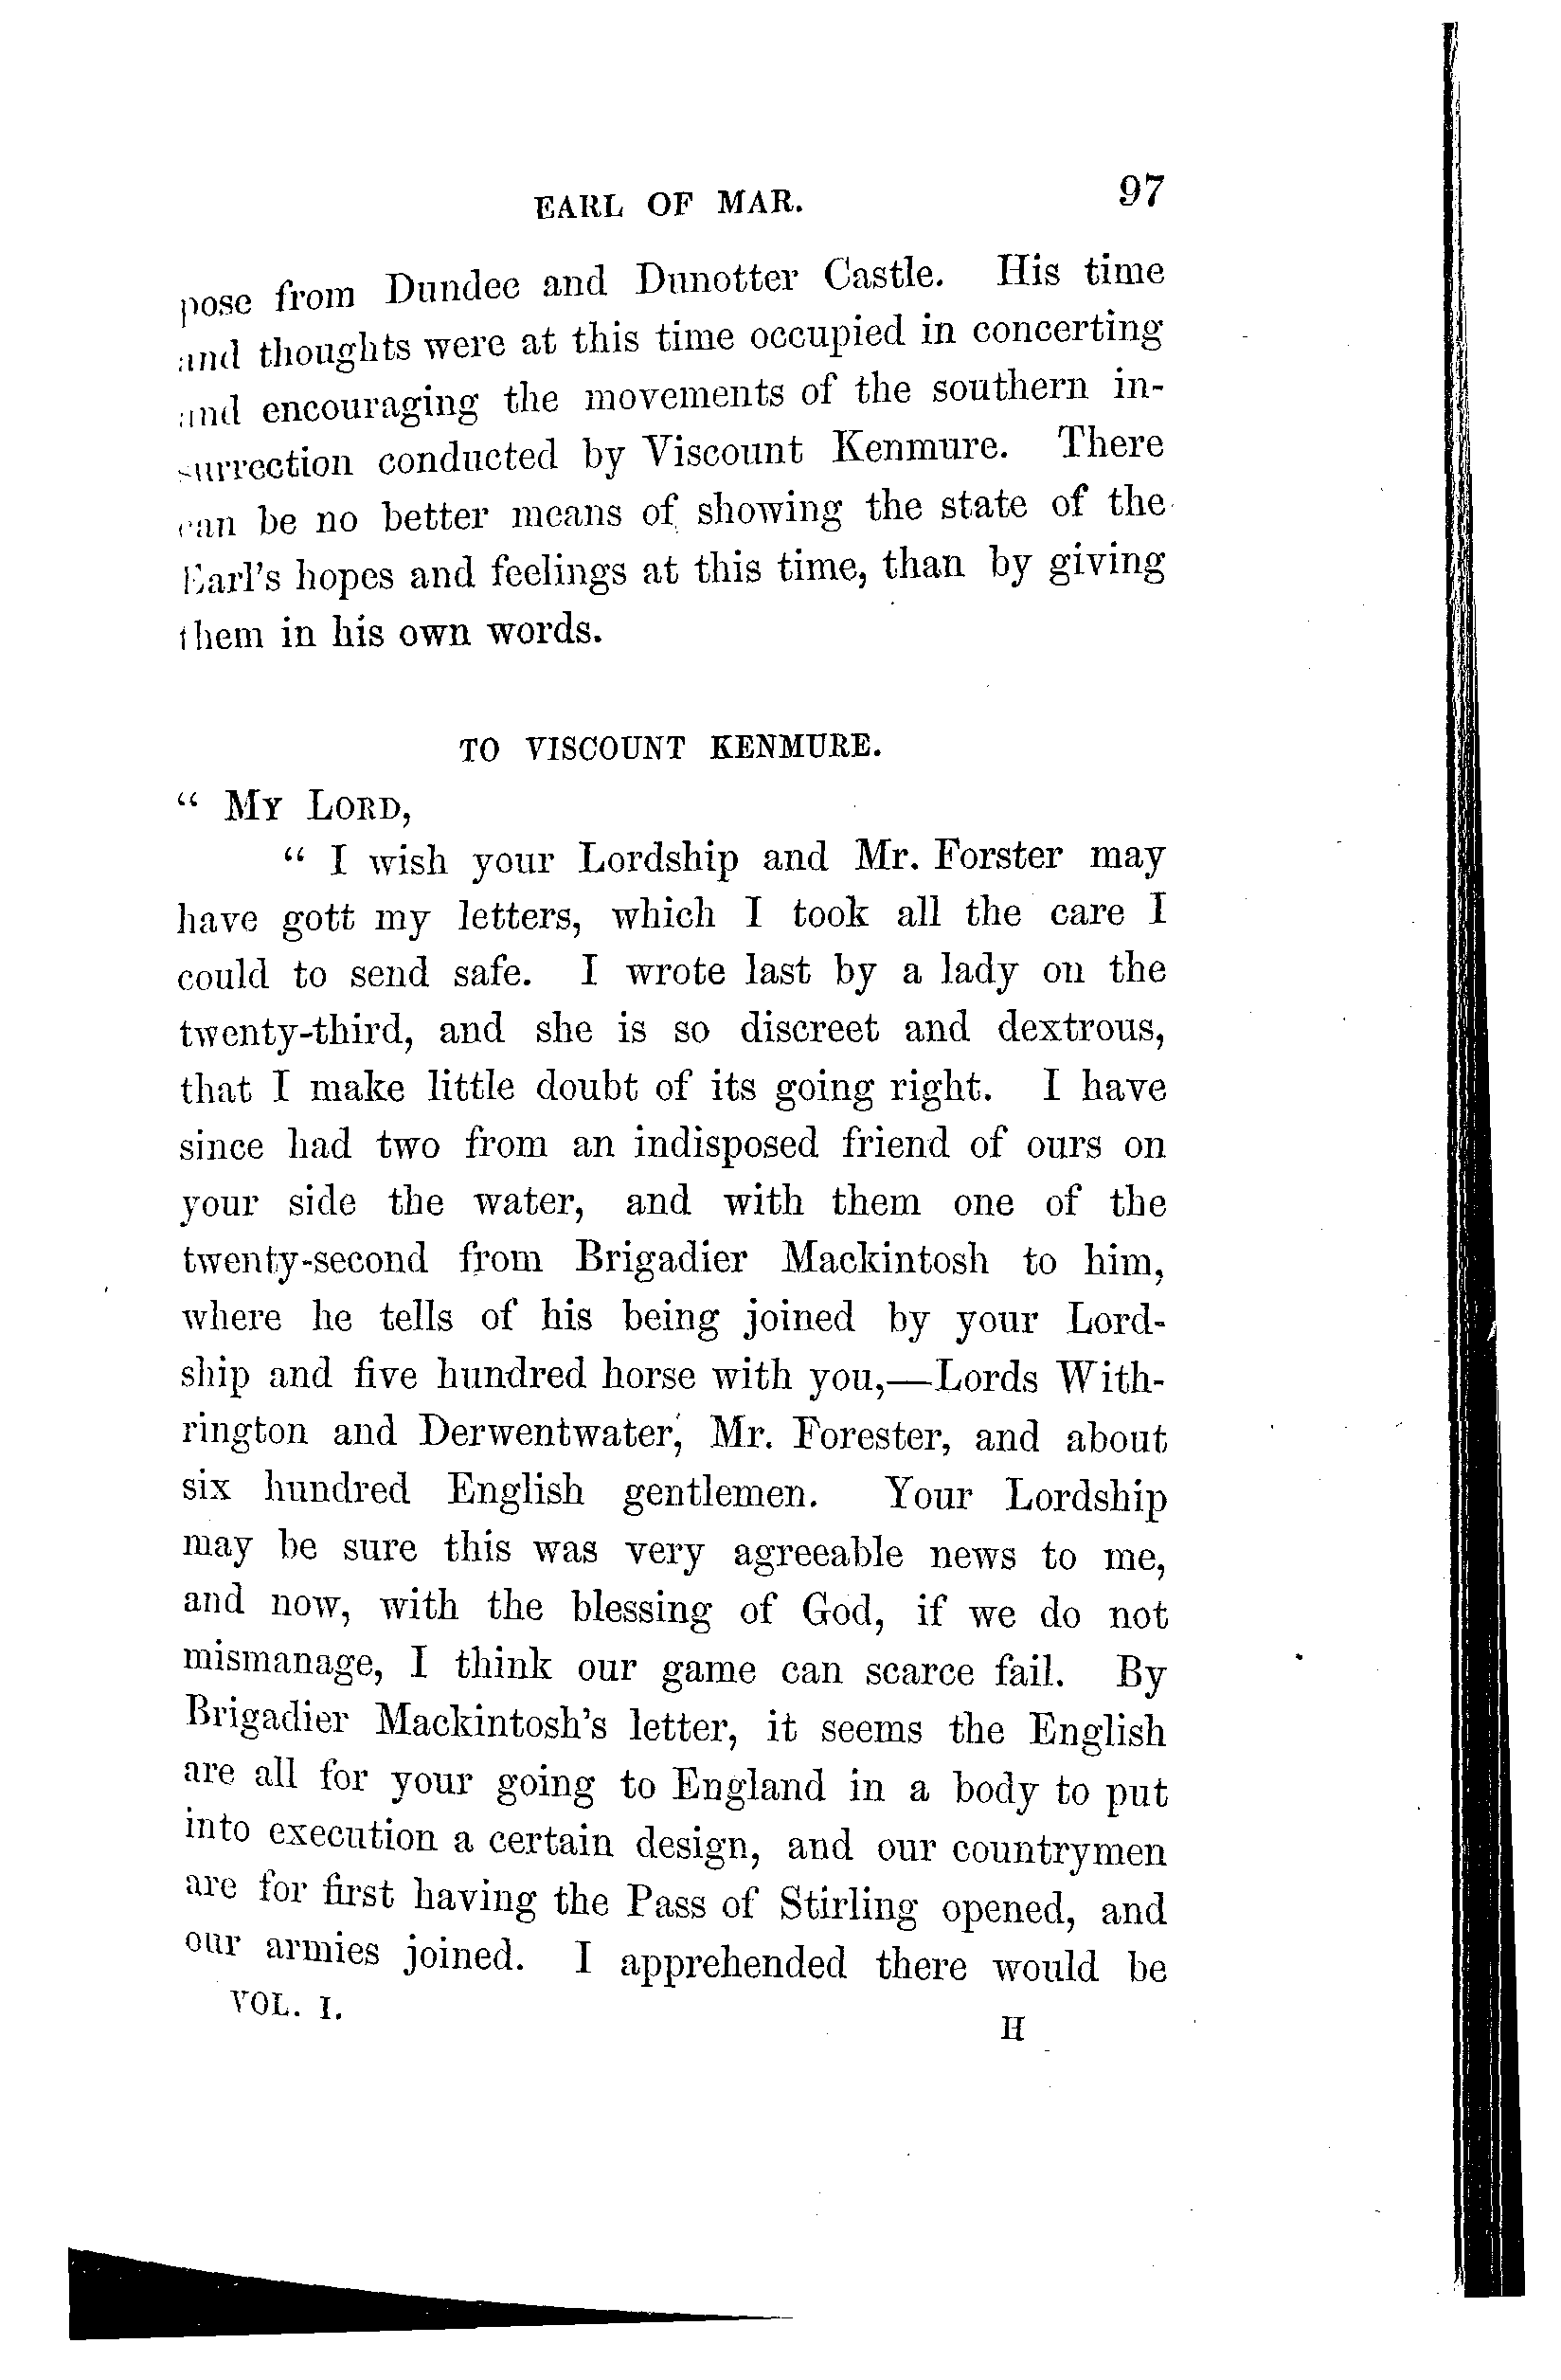 EARL OF MAR. 97
pose from Dundee and Dunotter Castle. His time
and thoughts were at this time occupied in concerting
and encouraging the movements of the southern in-
surrection conducted by Viscount Kenmure. There
can be no better means of showing the state of the
Earl's hopes and feelings at this time, than by giving
them in his own words.
TO VISCOUNT KENMURE.
“ MY LORD,
“ I wish your Lordship and Mr. Forster may
have gott my letters, which I took all the care I
could to send safe. I wrote last by a lady on the
twenty-third, and she is so discreet and dextrous,
that I make little doubt of its going right. I have
since had two from an indisposed friend of ours on
your side the water, and with them one of the
twenty-second from Brigadier Mackintosh to him,
where he tells of his being joined by your Lord-
ship and five hundred horse with you,—Lords With-
rington and Derwentwater, Mr. Forester, and about
six hundred English gentlemen. Your Lordship
may be sure this was very agreeable news to me,
and now, with the blessing of God, if we do not
mismanage, I think our game can scarce fail. By
Brigadier Mackintosh's letter, it seems the English
are all for your going to England in a body to put
into execution a certain design, and our countrymen
are for first having the Pass of Stirling opened, and
our armies joined. I apprehended there would be
VOL. I.
H